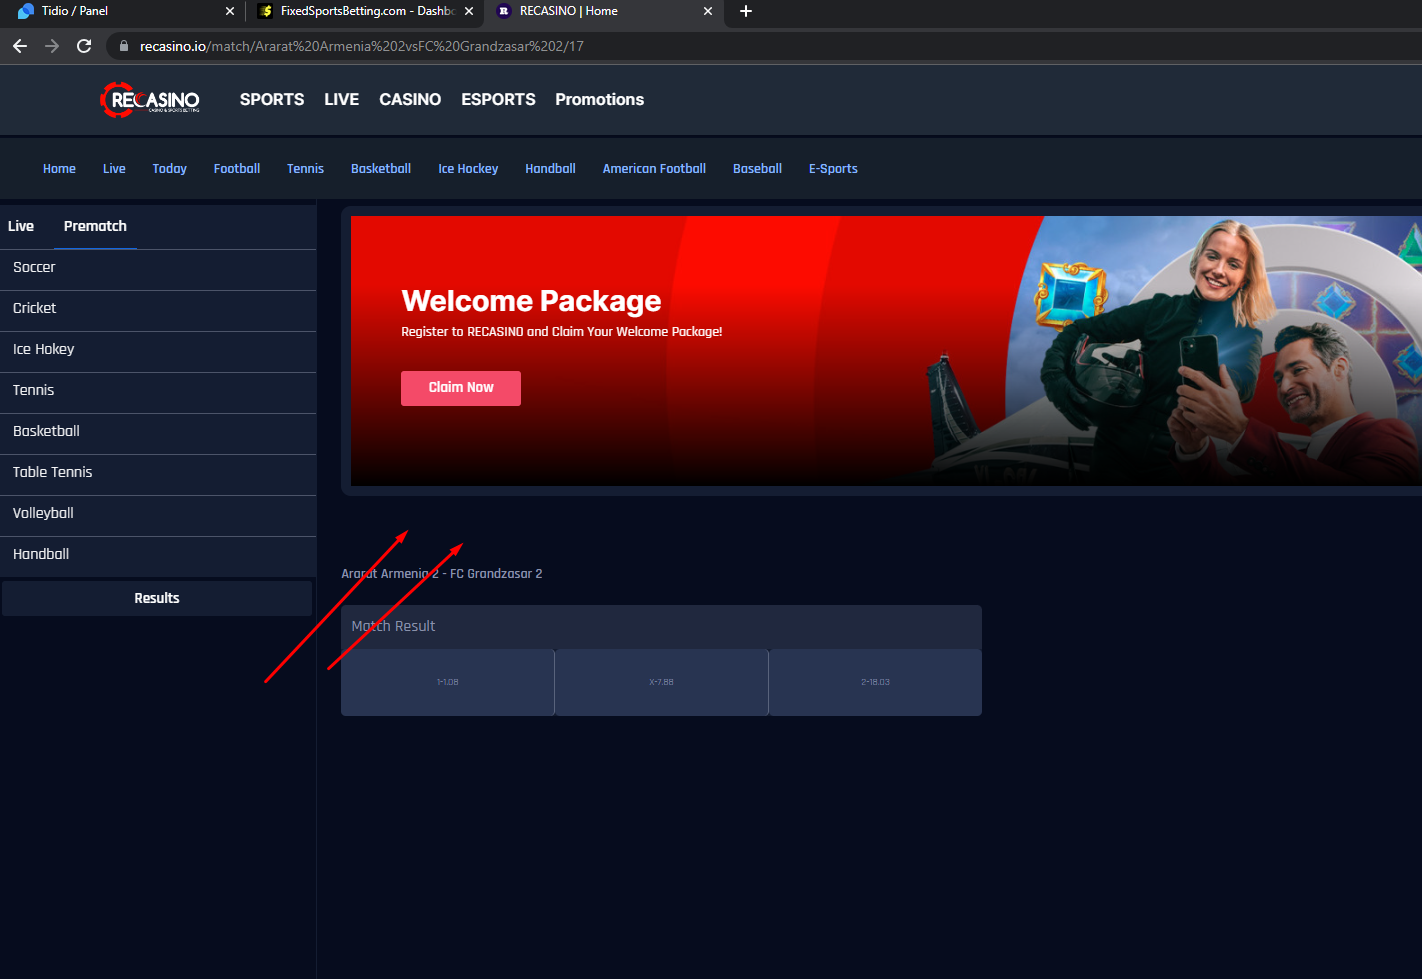 Tidio / Panel
FixedSportsBetting.com - Dashbo
RECASINO | Home
recasino.io/match/Ararat%20Armenia%202vsFC%20Grandzasar%202/17
RECASINO
CASINO & SPORTS BETTING
SPORTS LIVE CASINO ESPORTS Promotions
Home Live Today Football Tennis Basketball Ice Hockey Handball American Football Baseball E-Sports
Live Prematch
Soccer
Cricket
Ice Hokey
Tennis
Basketball
Table Tennis
Volleyball
Handball
Results
Welcome Package
Register to RECASINO and Claim Your Welcome Package!
Claim Now
Ararat Armenia 2 - FC Grandzasar 2
Match Result
1-1.08 X-7.88 2-18.03